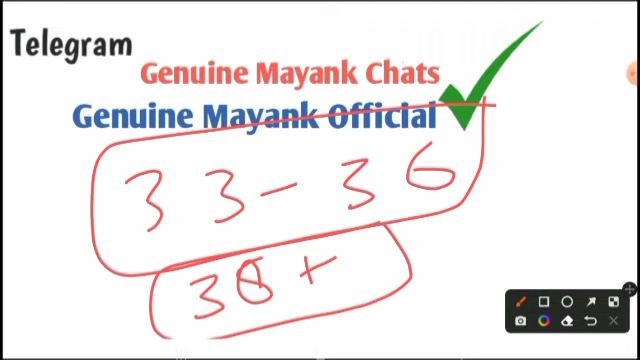 Telegram
Genuine Mayank Chats
Genuine Mayank Official
33-36
38+